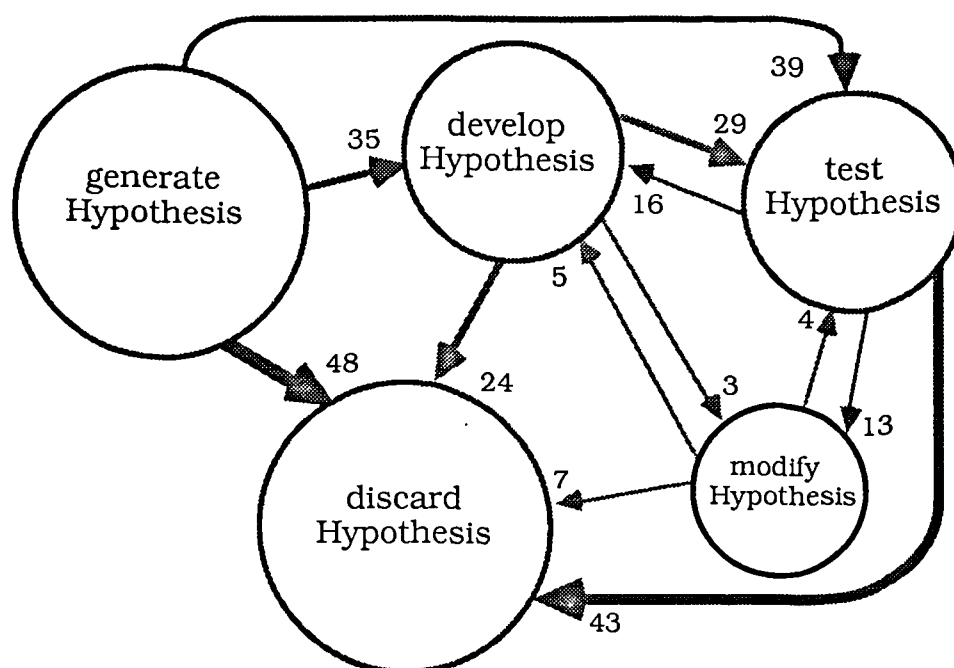 39
generate
Hypothesis
35
develop
Hypothesis
29
16
test
Hypothesis
5
4
48
24
3
13
7
modify
Hypothesis
discard
Hypothesis
43